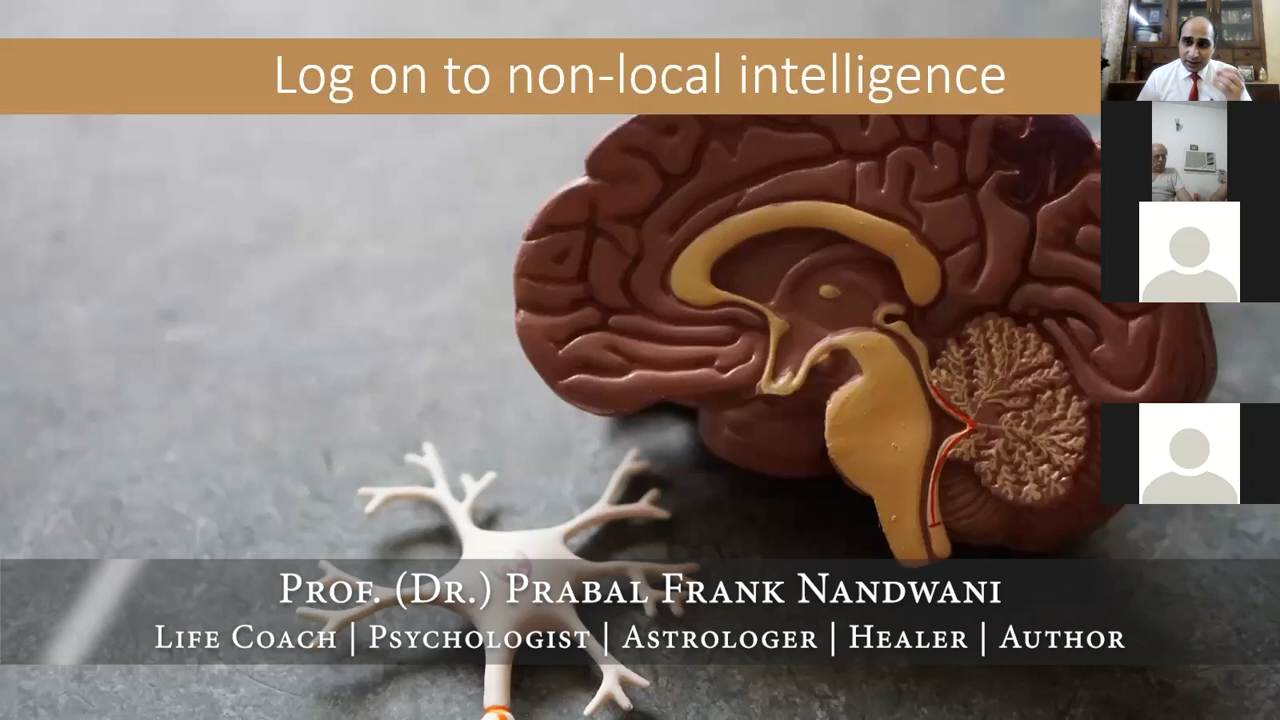 Log on to non-local intelligence
Prof. (Dr.) Prabal Frank Nandwani
Life Coach | Psychologist | Astrologer | Healer | Author